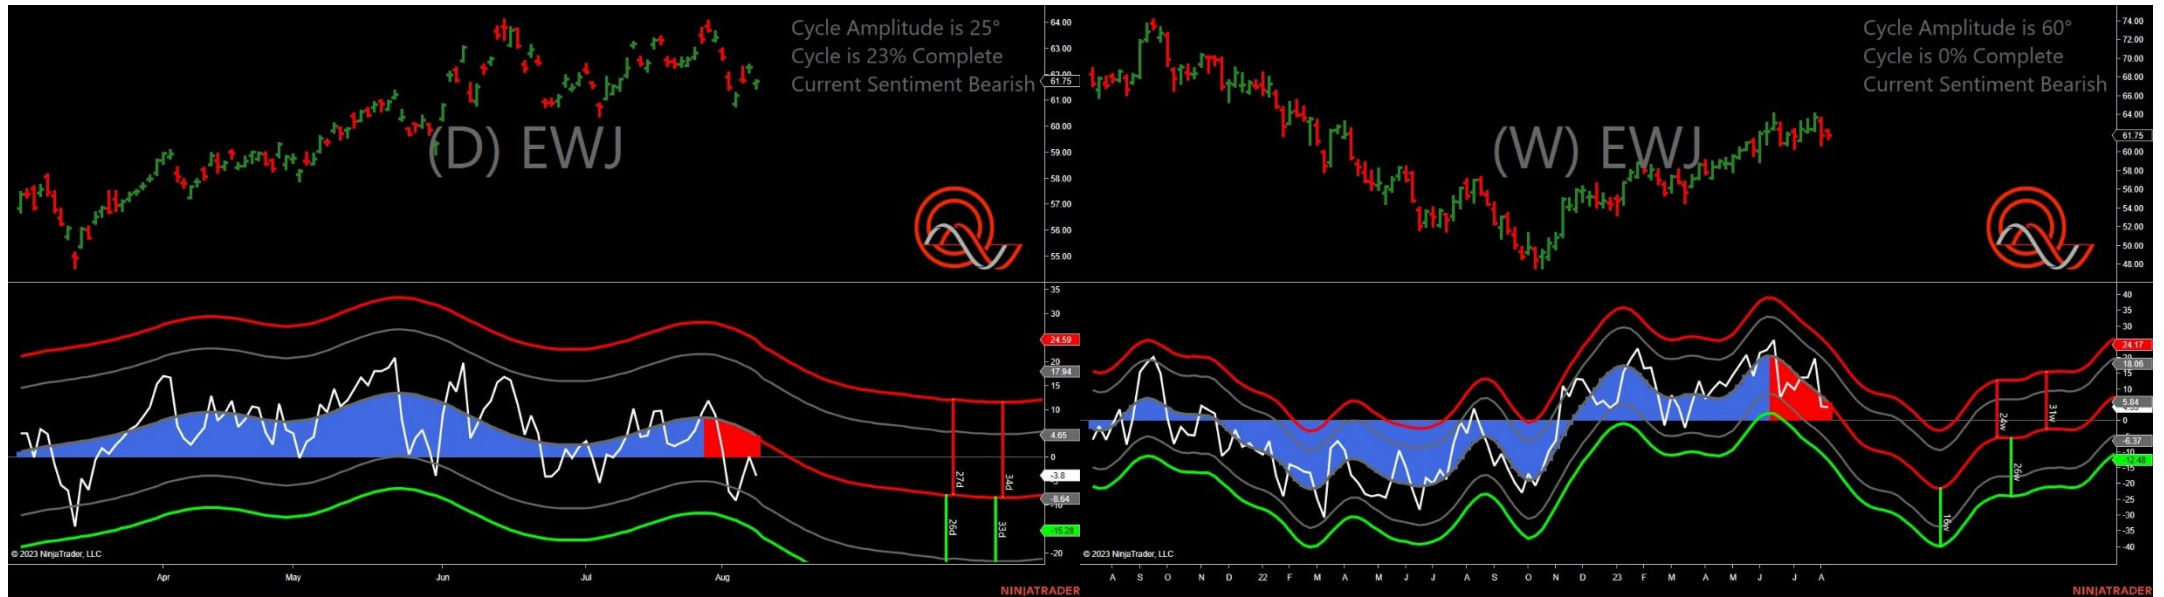 Cycle Amplitude is 25°
Cycle is 23% Complete
Current Sentiment Bearish
(D) EWJ
64.00
63.00
62.00
61.75
61.00
60.00
59.00
58.00
57.00
56.00
55.00
35
30
24.59
20
17.94
15
10
4.65
0
-3.8
-8.64
-10
-15.28
-20
27d
34d
26d
33d
© 2023 NinjaTrader, LLC
Apr May Jun Jul Aug
NINJATRADER
Cycle Amplitude is 60°
Cycle is 0% Complete
Current Sentiment Bearish
(W) EWJ
74.00
72.00
70.00
68.00
66.00
64.00
61.75
60.00
58.00
56.00
54.00
52.00
50.00
48.00
40
35
30
24.17
20
18.06
15
10
5.84
0
-6.37
-10
-12.48
-15
-20
-25
-30
-35
-40
24w
31w
26w
16w
© 2023 NinjaTrader, LLC
A S O N D 22 F M A M J J A S O N D 23 F M A M J J A
NINJATRADER